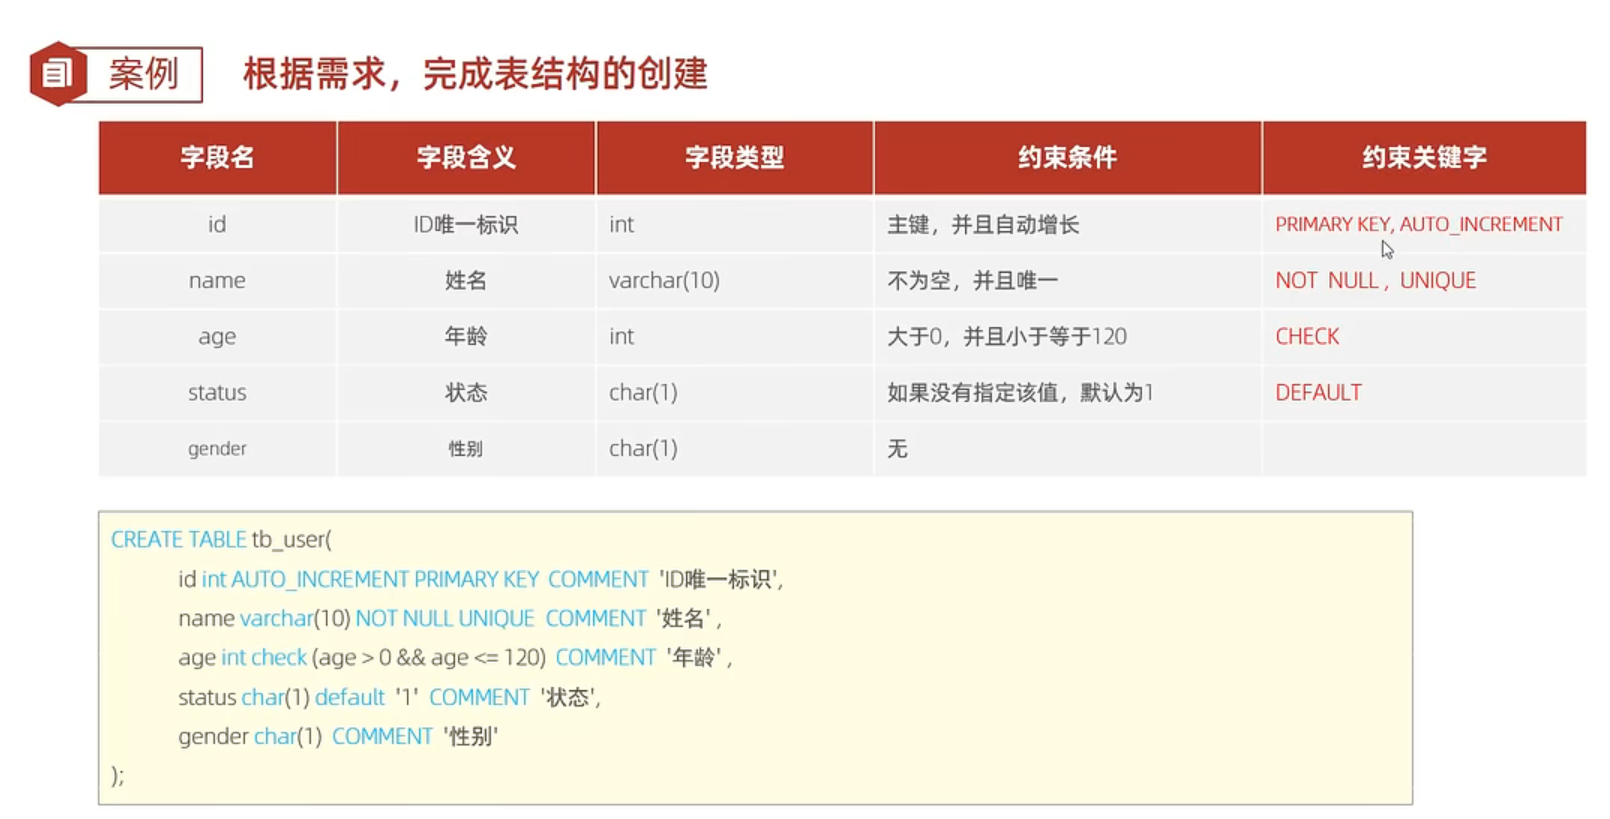 案例
根据需求，完成表结构的创建
字段名 字段含义 字段类型 约束条件 约束关键字
id ID唯一标识 int 主键，并且自动增长 PRIMARY KEY, AUTO_INCREMENT
name 姓名 varchar(10) 不为空，并且唯一 NOT NULL , UNIQUE
age 年龄 int 大于0，并且小于等于120 CHECK
status 状态 char(1) 如果没有指定该值，默认为1 DEFAULT
gender 性别 char(1) 无
CREATE TABLE tb_user(
id int AUTO_INCREMENT PRIMARY KEY COMMENT 'ID唯一标识',
name varchar(10) NOT NULL UNIQUE COMMENT '姓名' ,
age int check (age > 0 && age <= 120) COMMENT '年龄' ,
status char(1) default '1' COMMENT '状态',
gender char(1) COMMENT '性别'
);